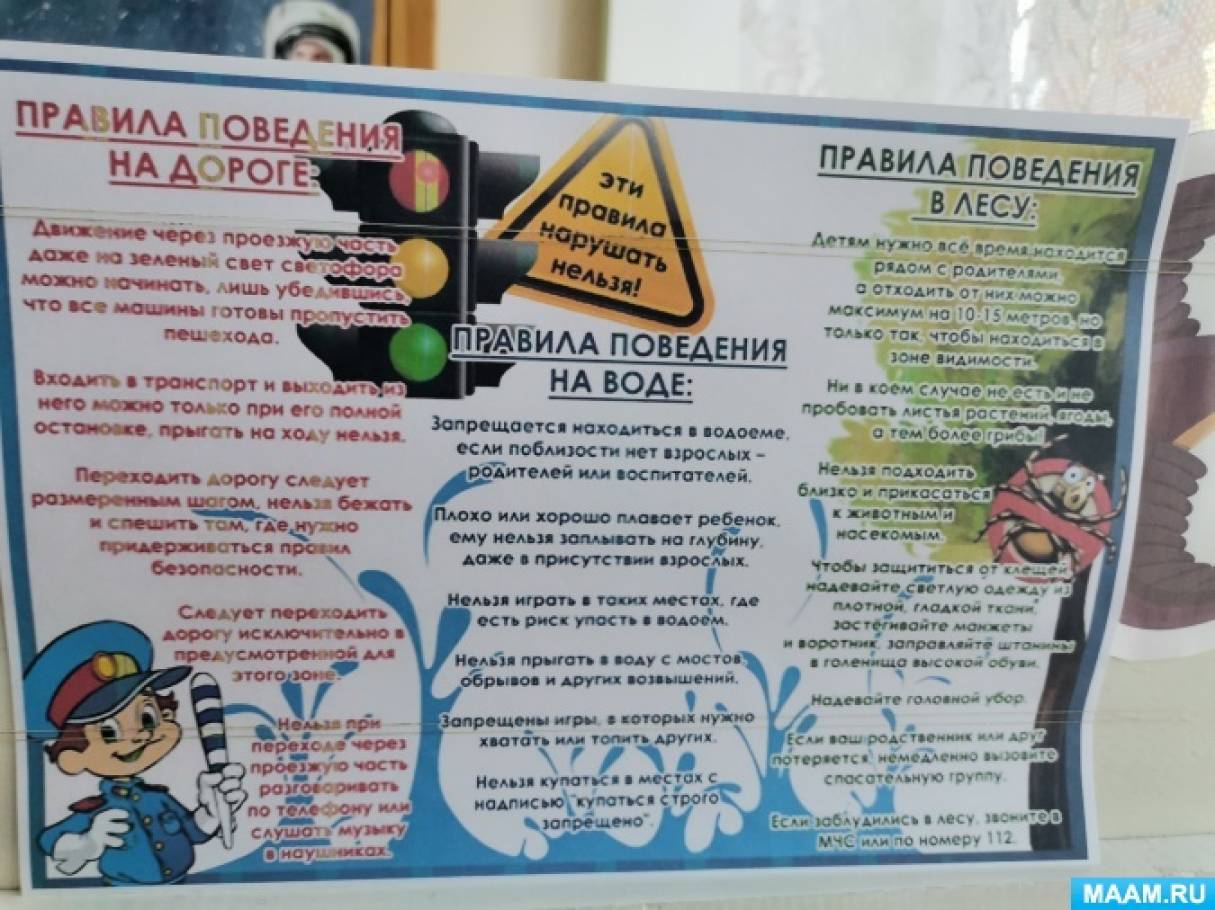 ПРАВИЛА ПОВЕДЕНИЯ
НА ДОРОГЕ:
Движение через проезжую часть
даже на зеленый свет светофора
можно начинать, лишь убедившись,
что все машины готовы пропустить
пешехода.
Входить в транспорт и выходить из
него можно только при его полной
остановке, прыгать на ходу нельзя.
Переходить дорогу следует
размеренным шагом, нельзя бежать
и спешить там, где нужно
придерживаться правил
безопасности.
Следует переходить
дорогу исключительно в
предусмотренной для
этого зоне.
Нельзя при
переходе через
проезжую часть
разговаривать
по телефону или
слушать музыку
в наушниках.
эти
правила
нарушать
нельзя!
ПРАВИЛА ПОВЕДЕНИЯ
НА ВОДЕ:
Запрещается находиться в водоеме,
если поблизости нет взрослых –
родителей или воспитателей.
Плохо или хорошо плавает ребенок,
ему нельзя заплывать на глубину,
даже в присутствии взрослых.
Нельзя играть в таких местах, где
есть риск упасть в водоем.
Нельзя прыгать в воду с мостов,
обрывов и других возвышений.
Запрещены игры, в которых нужно
хватать или топить других.
Нельзя купаться в местах с
надписью "купаться строго
запрещено".
ПРАВИЛА ПОВЕДЕНИЯ
В ЛЕСУ:
Детям нужно всё время находится
рядом с родителями,
а отходить от них можно
максимум на 10-15 метров, но
только так, чтобы находиться в
зоне видимости.
Ни в коем случае не есть и не
пробовать листья растений, ягоды,
а тем более грибы!
Нельзя подходить
близко и прикасаться
к животным и
насекомым.
Чтобы защититься от клещей,
надевайте светлую одежду из
плотной, гладкой ткани,
застёгивайте манжеты
и воротник, заправляйте штанины
в голенища высокой обуви.
Надевайте головной убор.
Если ваш родственник или друг
потеряется, немедленно вызовите
спасательную группу.
Если заблудились в лесу, звоните в
МЧС или по номеру 112.
MAAM.RU